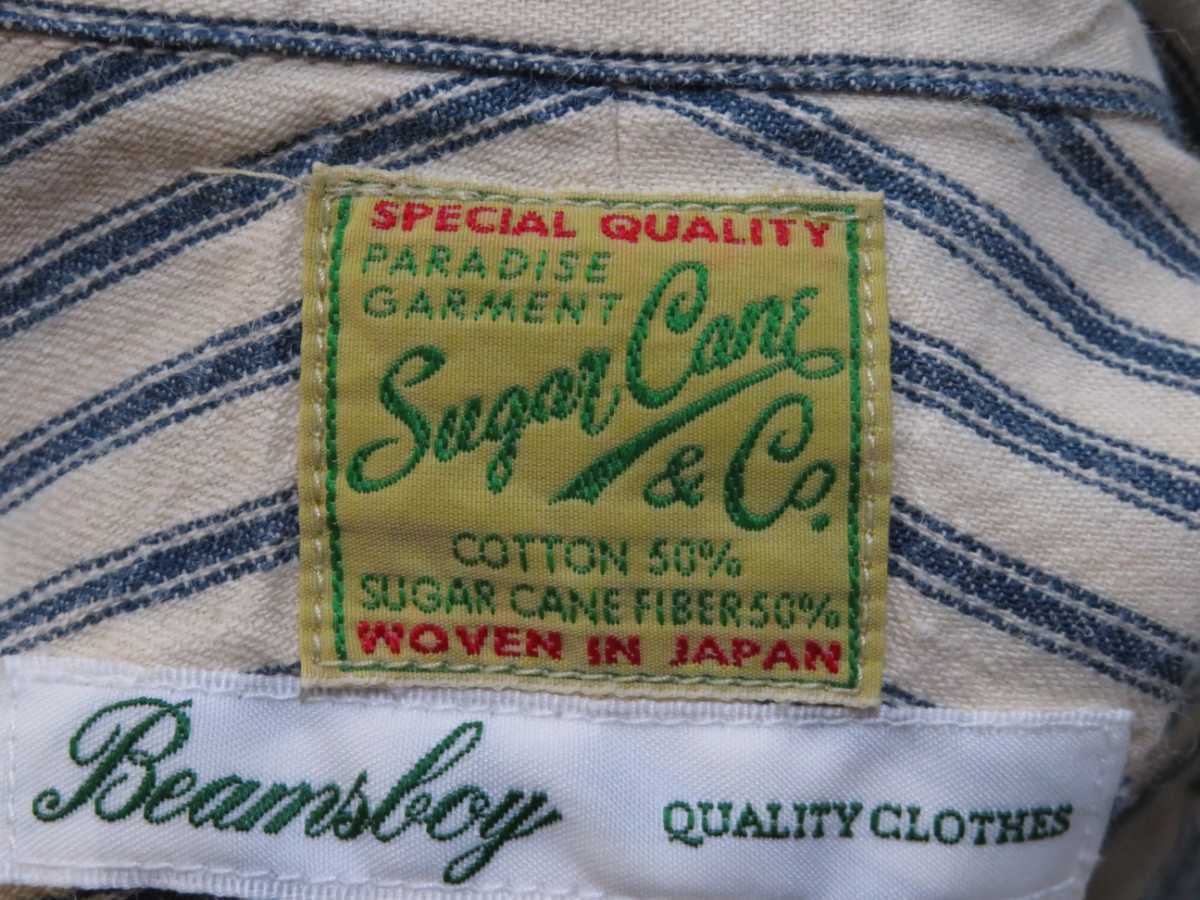 SPECIAL QUALITY
PARADISE
GARMENT
Sugar Cane
& Co.
COTTON 50%
SUGAR CANE FIBER 50%
WOVEN IN JAPAN
Beamsboy QUALITY CLOTHES